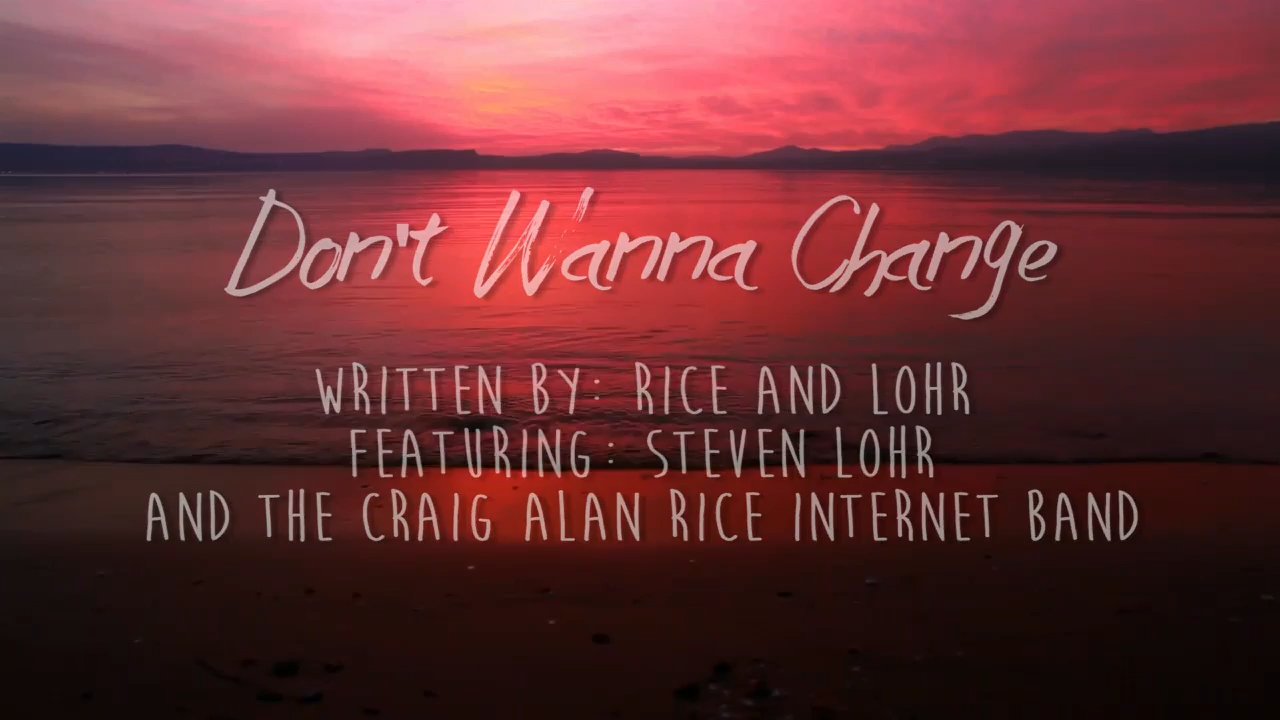 Don't Wanna Change
WRITTEN BY: RICE AND LOHR
FEATURING: STEVEN LOHR
AND THE CRAIG ALAN RICE INTERNET BAND